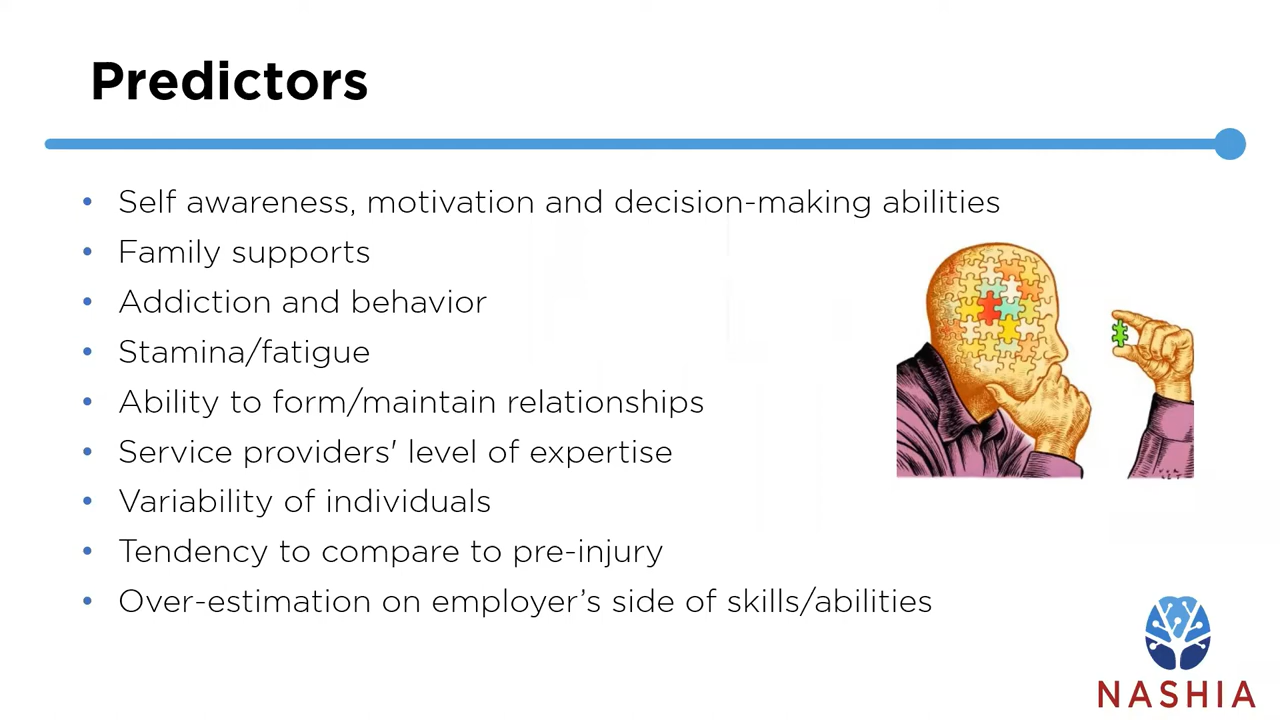 Predictors
• Self awareness, motivation and decision-making abilities
• Family supports
• Addiction and behavior
• Stamina/fatigue
• Ability to form/maintain relationships
• Service providers' level of expertise
• Variability of individuals
• Tendency to compare to pre-injury
• Over-estimation on employer’s side of skills/abilities
NASHIA